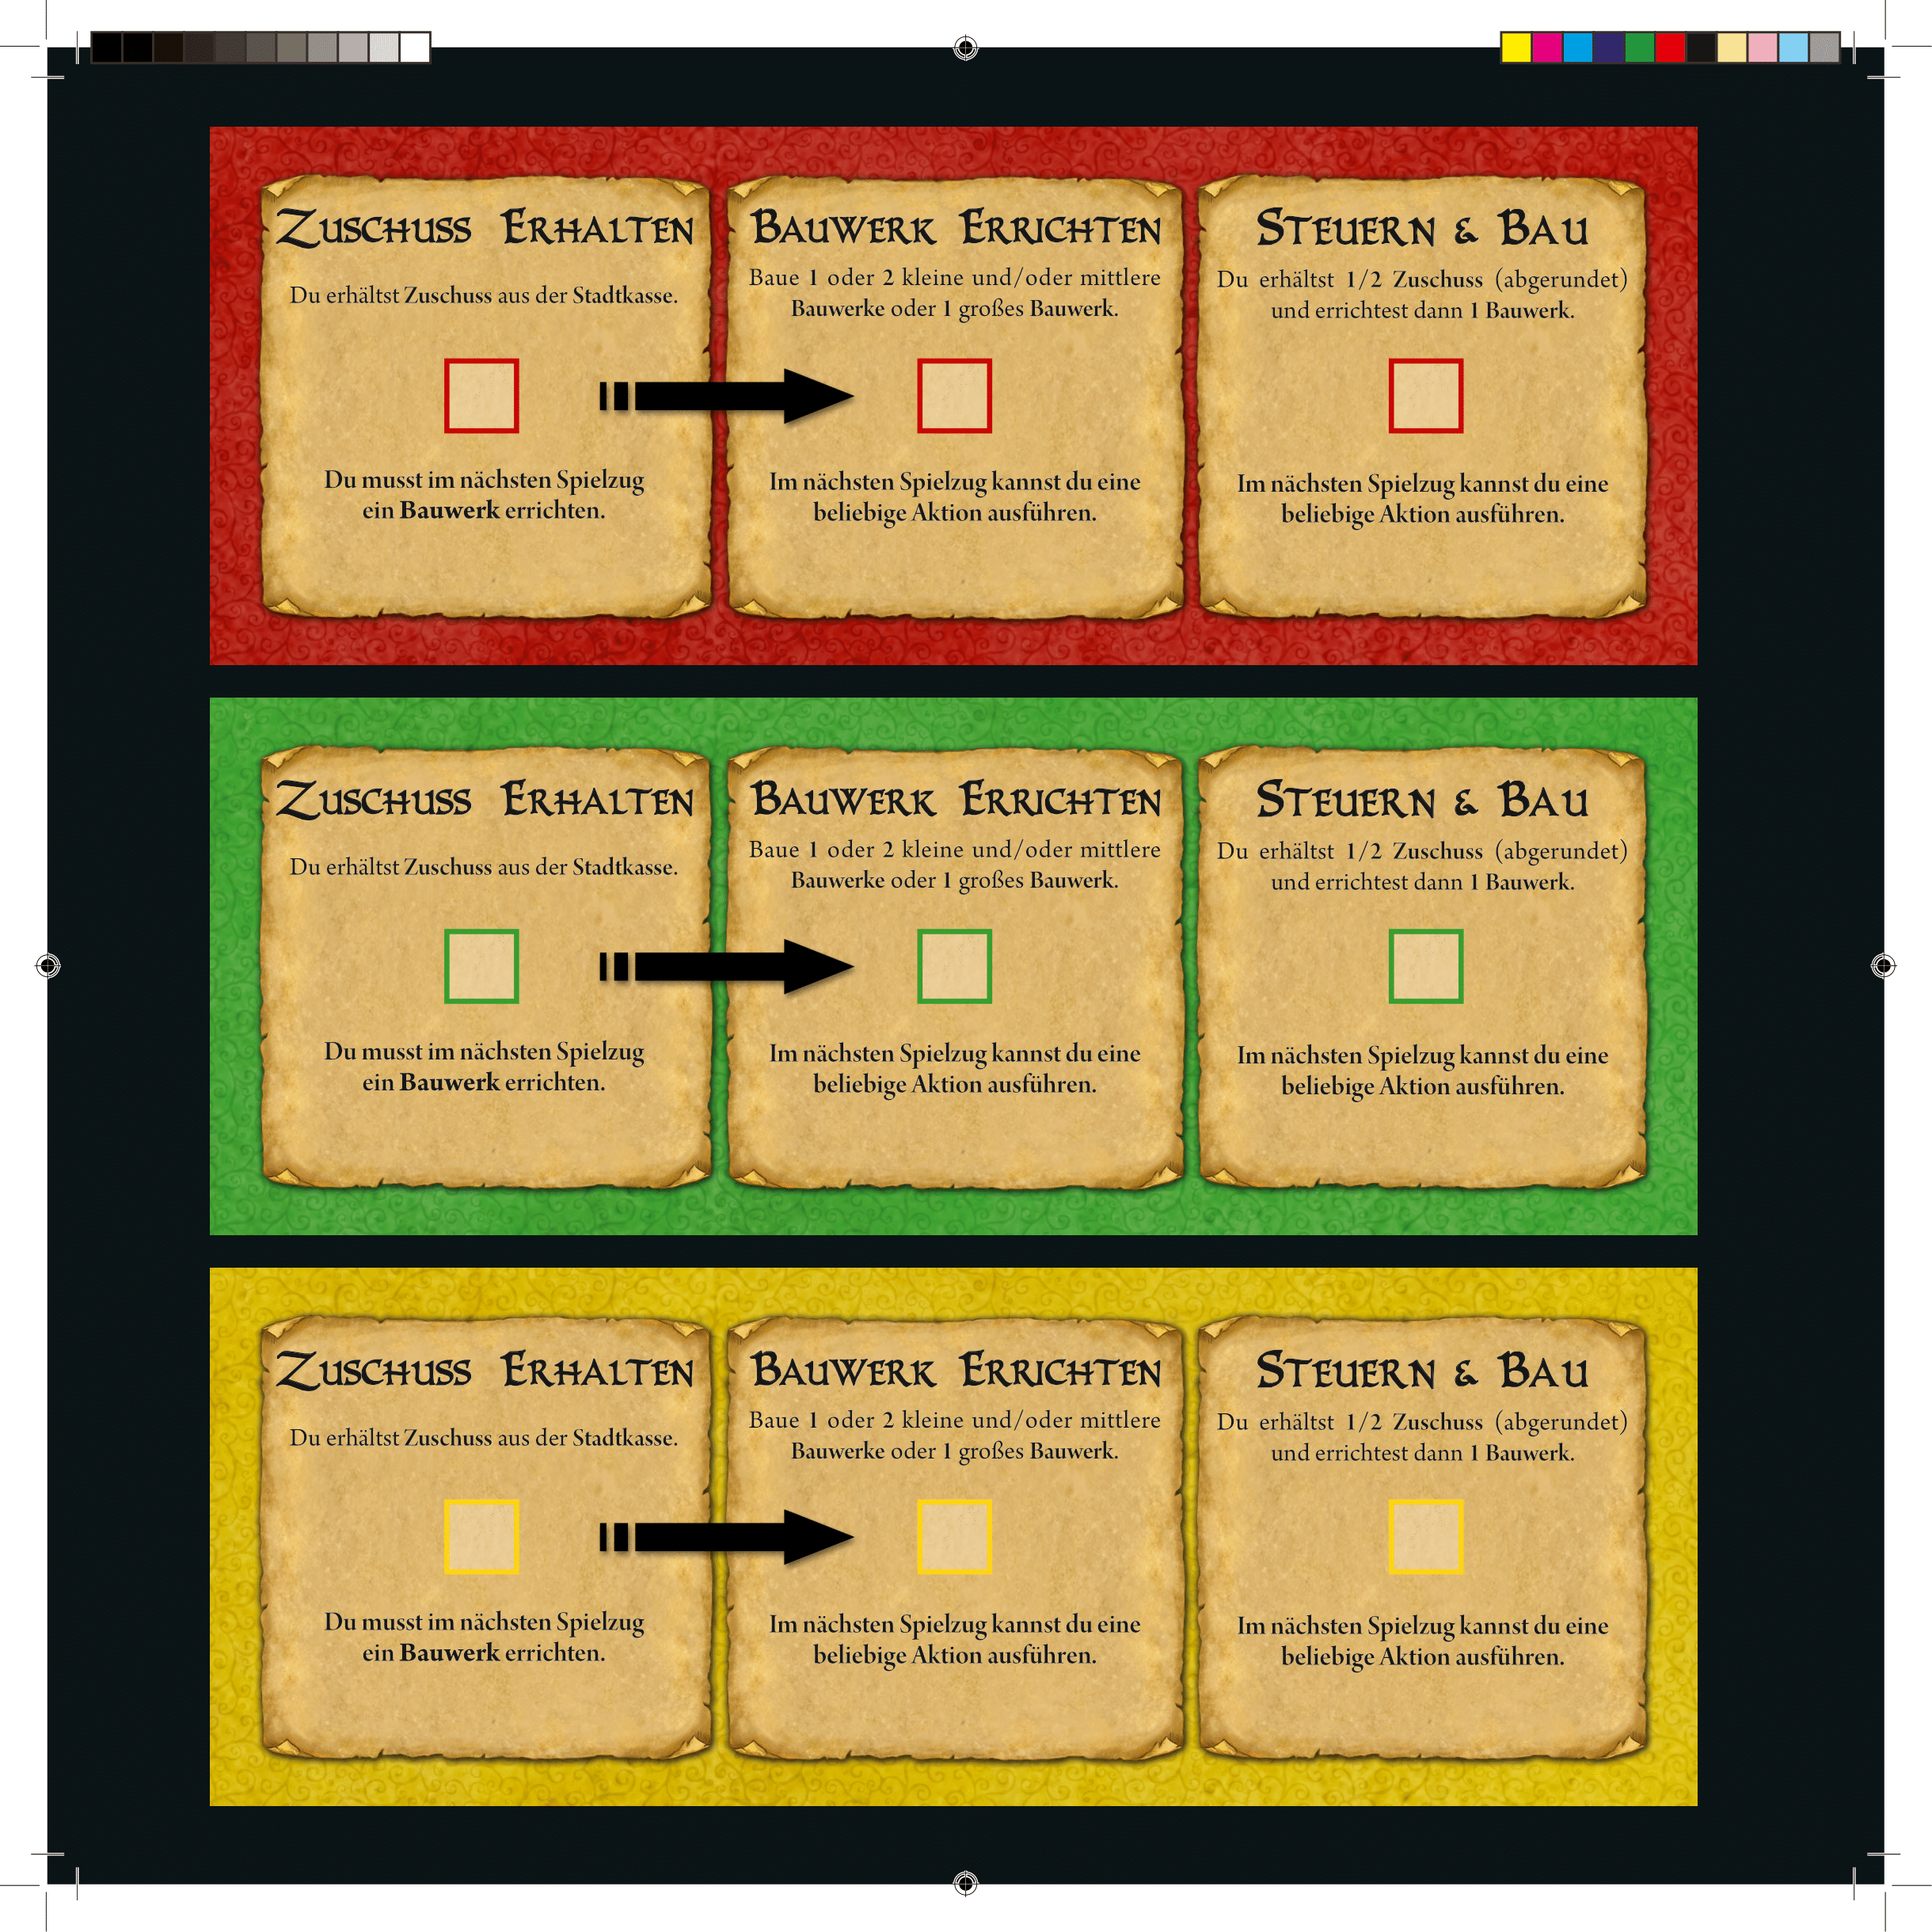 Zuschuss Erhalten
Du erhältst Zuschuss aus der Stadtkasse.
Du musst im nächsten Spielzug
ein Bauwerk errichten.
Bauwerk Errichten
Baue 1 oder 2 kleine und/oder mittlere
Bauwerke oder 1 großes Bauwerk.
Im nächsten Spielzug kannst du eine
beliebige Aktion ausführen.
Steuern & Bau
Du erhältst 1/2 Zuschuss (abgerundet)
und errichtest dann 1 Bauwerk.
Im nächsten Spielzug kannst du eine
beliebige Aktion ausführen.
Zuschuss Erhalten
Du erhältst Zuschuss aus der Stadtkasse.
Du musst im nächsten Spielzug
ein Bauwerk errichten.
Bauwerk Errichten
Baue 1 oder 2 kleine und/oder mittlere
Bauwerke oder 1 großes Bauwerk.
Im nächsten Spielzug kannst du eine
beliebige Aktion ausführen.
Steuern & Bau
Du erhältst 1/2 Zuschuss (abgerundet)
und errichtest dann 1 Bauwerk.
Im nächsten Spielzug kannst du eine
beliebige Aktion ausführen.
Zuschuss Erhalten
Du erhältst Zuschuss aus der Stadtkasse.
Du musst im nächsten Spielzug
ein Bauwerk errichten.
Bauwerk Errichten
Baue 1 oder 2 kleine und/oder mittlere
Bauwerke oder 1 großes Bauwerk.
Im nächsten Spielzug kannst du eine
beliebige Aktion ausführen.
Steuern & Bau
Du erhältst 1/2 Zuschuss (abgerundet)
und errichtest dann 1 Bauwerk.
Im nächsten Spielzug kannst du eine
beliebige Aktion ausführen.